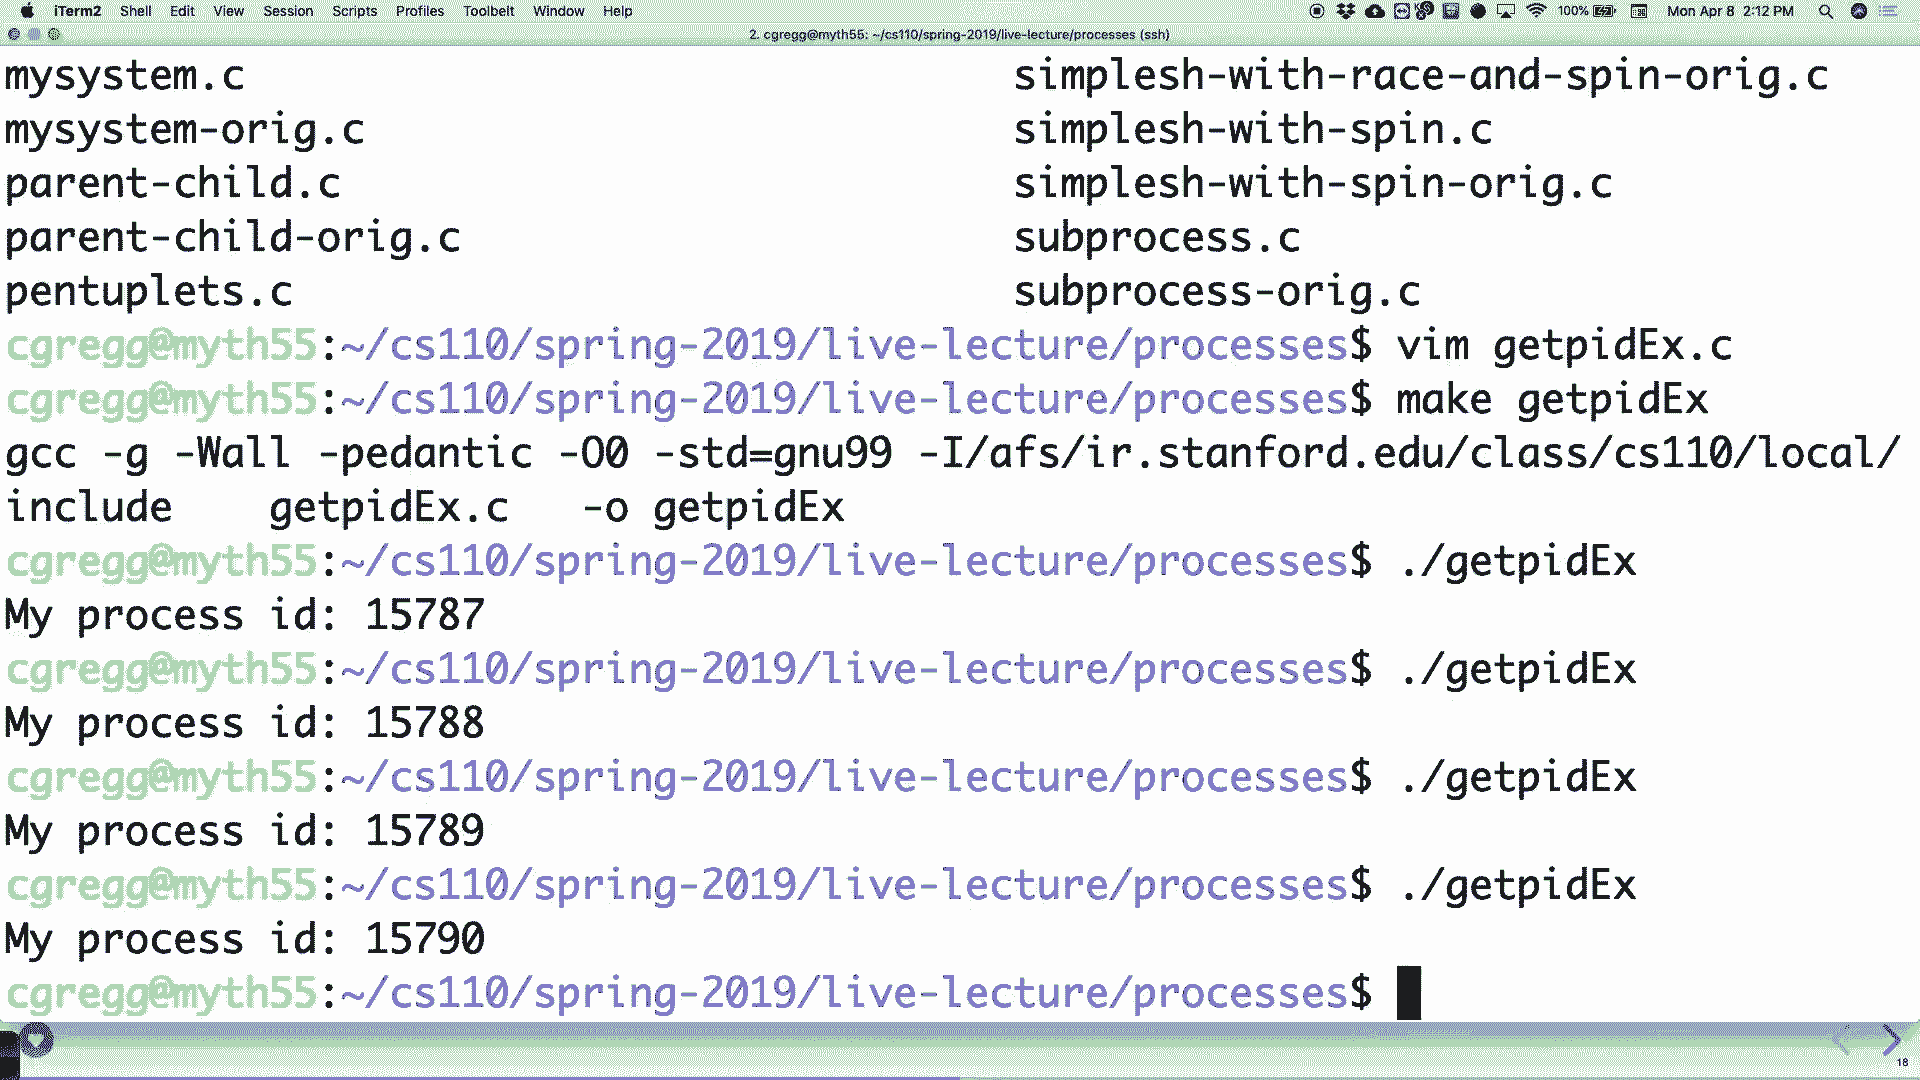 iTerm2 Shell Edit View Session Scripts Profiles Toolbelt Window Help 100% Mon Apr 8 2:12 PM
2. cgregg@myth55: ~/cs110/spring-2019/live-lecture/processes (ssh)
mysystem.c simplesh-with-race-and-spin-orig.c
mysystem-orig.c simplesh-with-spin.c
parent-child.c simplesh-with-spin-orig.c
parent-child-orig.c subprocess.c
pentuplets.c subprocess-orig.c
cgregg@myth55:~/cs110/spring-2019/live-lecture/processes$ vim getpidEx.c
cgregg@myth55:~/cs110/spring-2019/live-lecture/processes$ make getpidEx
gcc -g -Wall -pedantic -O0 -std=gnu99 -I/afs/ir.stanford.edu/class/cs110/local/
include getpidEx.c -o getpidEx
cgregg@myth55:~/cs110/spring-2019/live-lecture/processes$ ./getpidEx
My process id: 15787
cgregg@myth55:~/cs110/spring-2019/live-lecture/processes$ ./getpidEx
My process id: 15788
cgregg@myth55:~/cs110/spring-2019/live-lecture/processes$ ./getpidEx
My process id: 15789
cgregg@myth55:~/cs110/spring-2019/live-lecture/processes$ ./getpidEx
My process id: 15790
cgregg@myth55:~/cs110/spring-2019/live-lecture/processes$
18